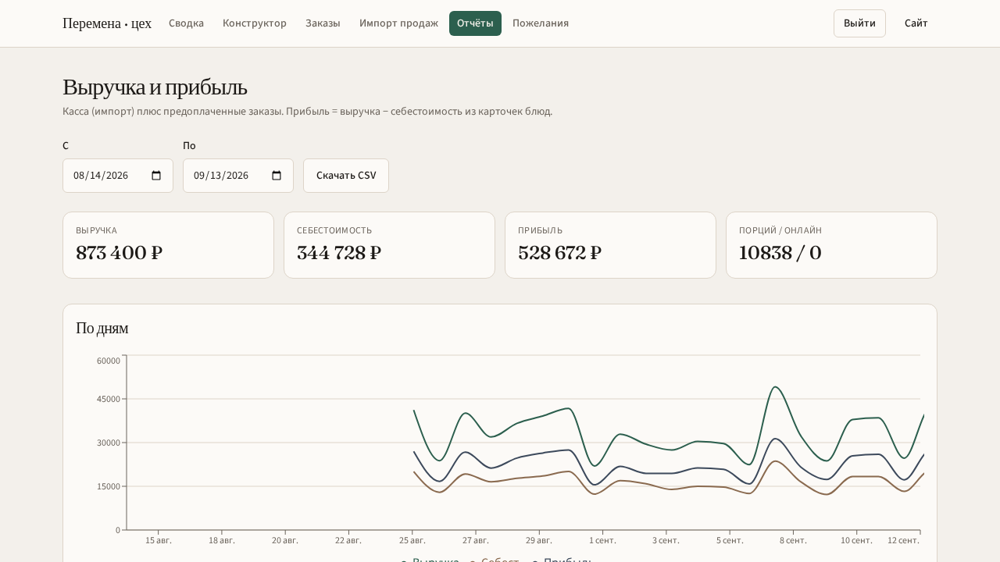 Перемена · цех Сводка Конструктор Заказы Импорт продаж Отчёты Пожелания Выйти Сайт
Выручка и прибыль
Касса (импорт) плюс предоплаченные заказы. Прибыль = выручка − себестоимость из карточек блюд.
С По
08/14/2026 09/13/2026 Скачать CSV
ВЫРУЧКА СЕБЕСТОИМОСТЬ ПРИБЫЛЬ ПОРЦИЙ / ОНЛАЙН
873 400 ₽ 344 728 ₽ 528 672 ₽ 10838 / 0
По дням
60000
45000
30000
15000
0
15 авг. 18 авг. 20 авг. 22 авг. 25 авг. 27 авг. 29 авг. 1 сент. 3 сент. 5 сент. 8 сент. 10 сент. 12 сент.
Выручка Себест. Прибыль